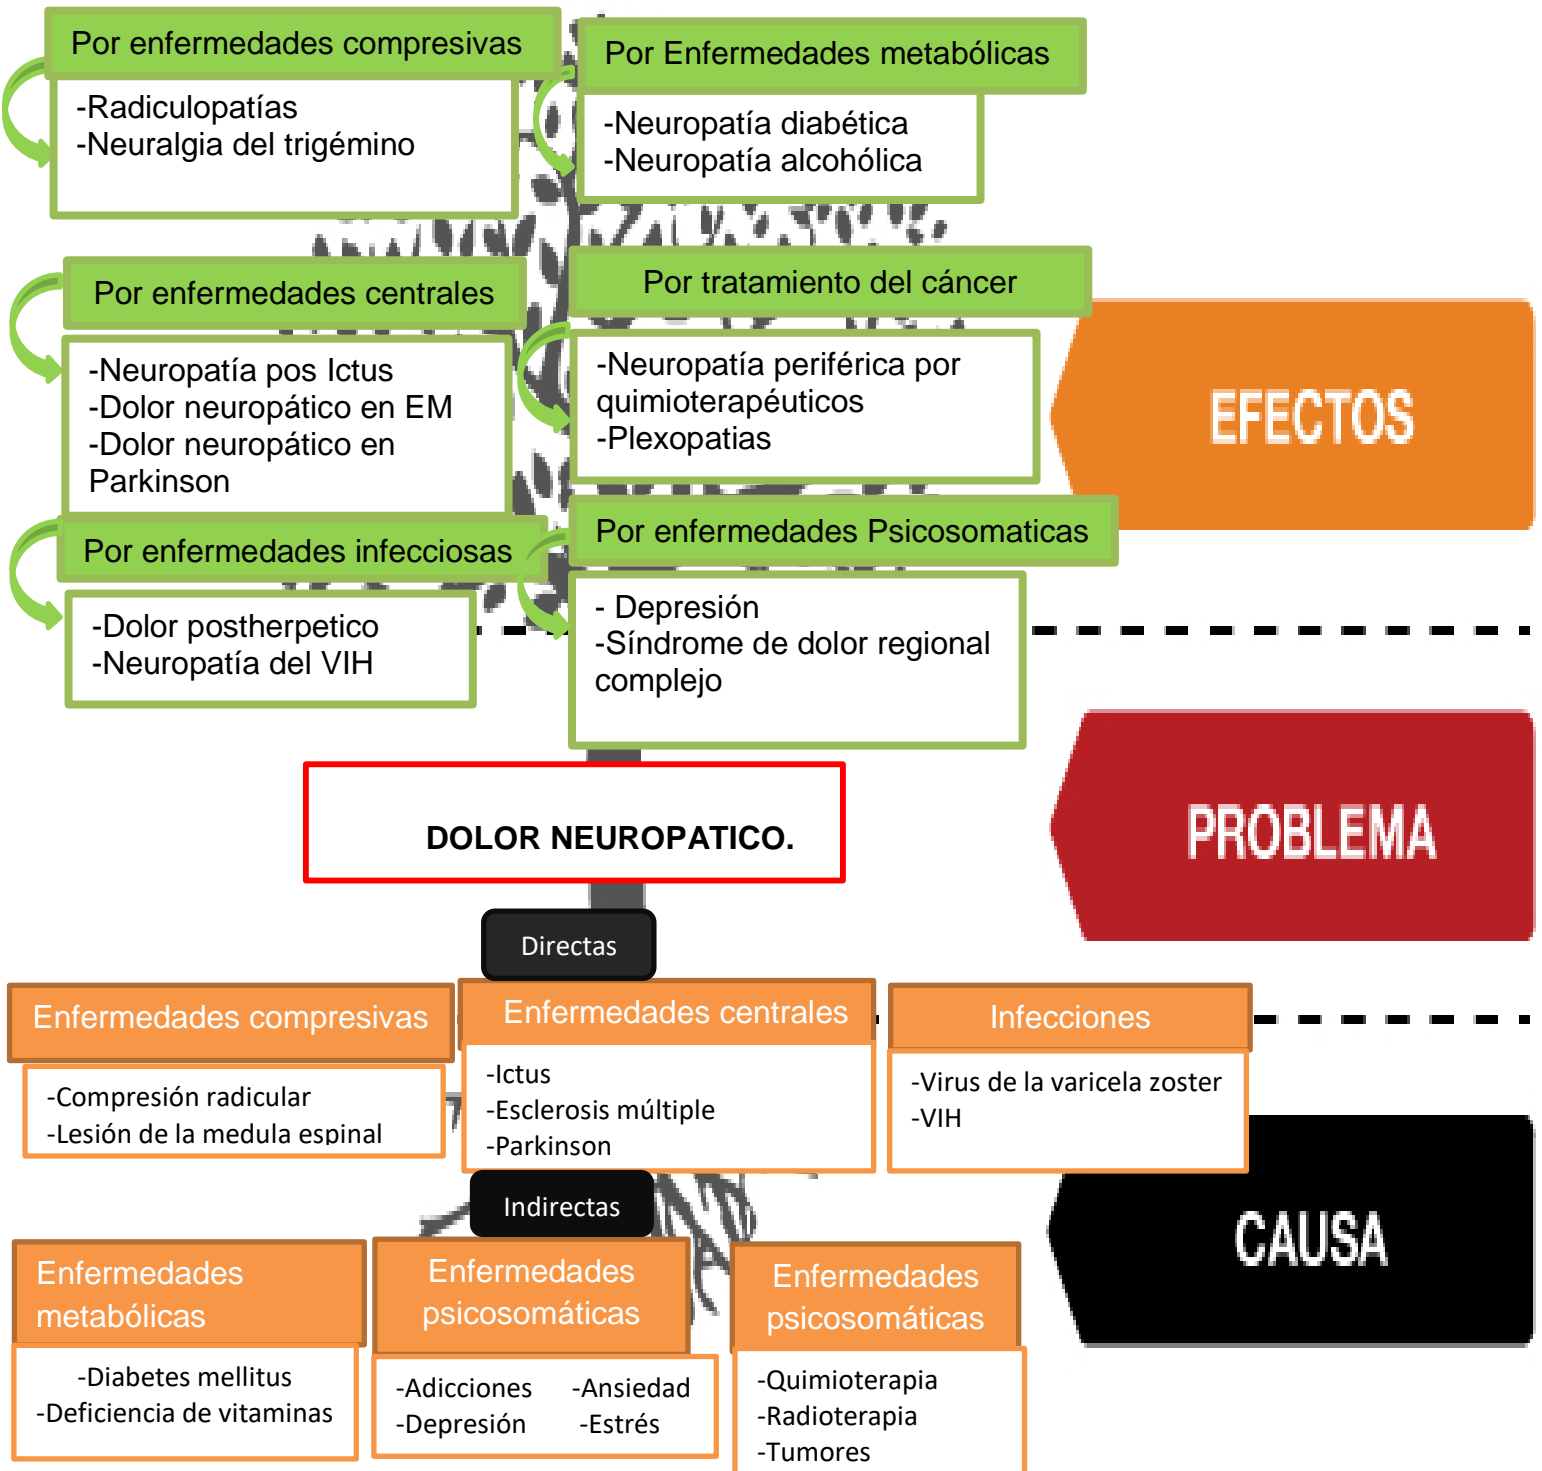 Por enfermedades compresivas
-Radiculopatías
-Neuralgia del trigémino
Por Enfermedades metabólicas
-Neuropatía diabética
-Neuropatía alcohólica
Por enfermedades centrales
-Neuropatía pos Ictus
-Dolor neuropático en EM
-Dolor neuropático en
Parkinson
Por tratamiento del cáncer
-Neuropatía periférica por
quimioterapéuticos
-Plexopatias
EFECTOS
Por enfermedades infecciosas
-Dolor postherpetico
-Neuropatía del VIH
Por enfermedades Psicosomaticas
- Depresión
-Síndrome de dolor regional
complejo
DOLOR NEUROPATICO.
PROBLEMA
Directas
Enfermedades compresivas
-Compresión radicular
-Lesión de la medula espinal
Enfermedades centrales
-Ictus
-Esclerosis múltiple
-Parkinson
Infecciones
-Virus de la varicela zoster
-VIH
CAUSA
Indirectas
Enfermedades
metabólicas
-Diabetes mellitus
-Deficiencia de vitaminas
Enfermedades
psicosomáticas
-Adicciones -Ansiedad
-Depresión -Estrés
Enfermedades
psicosomáticas
-Quimioterapia
-Radioterapia
-Tumores